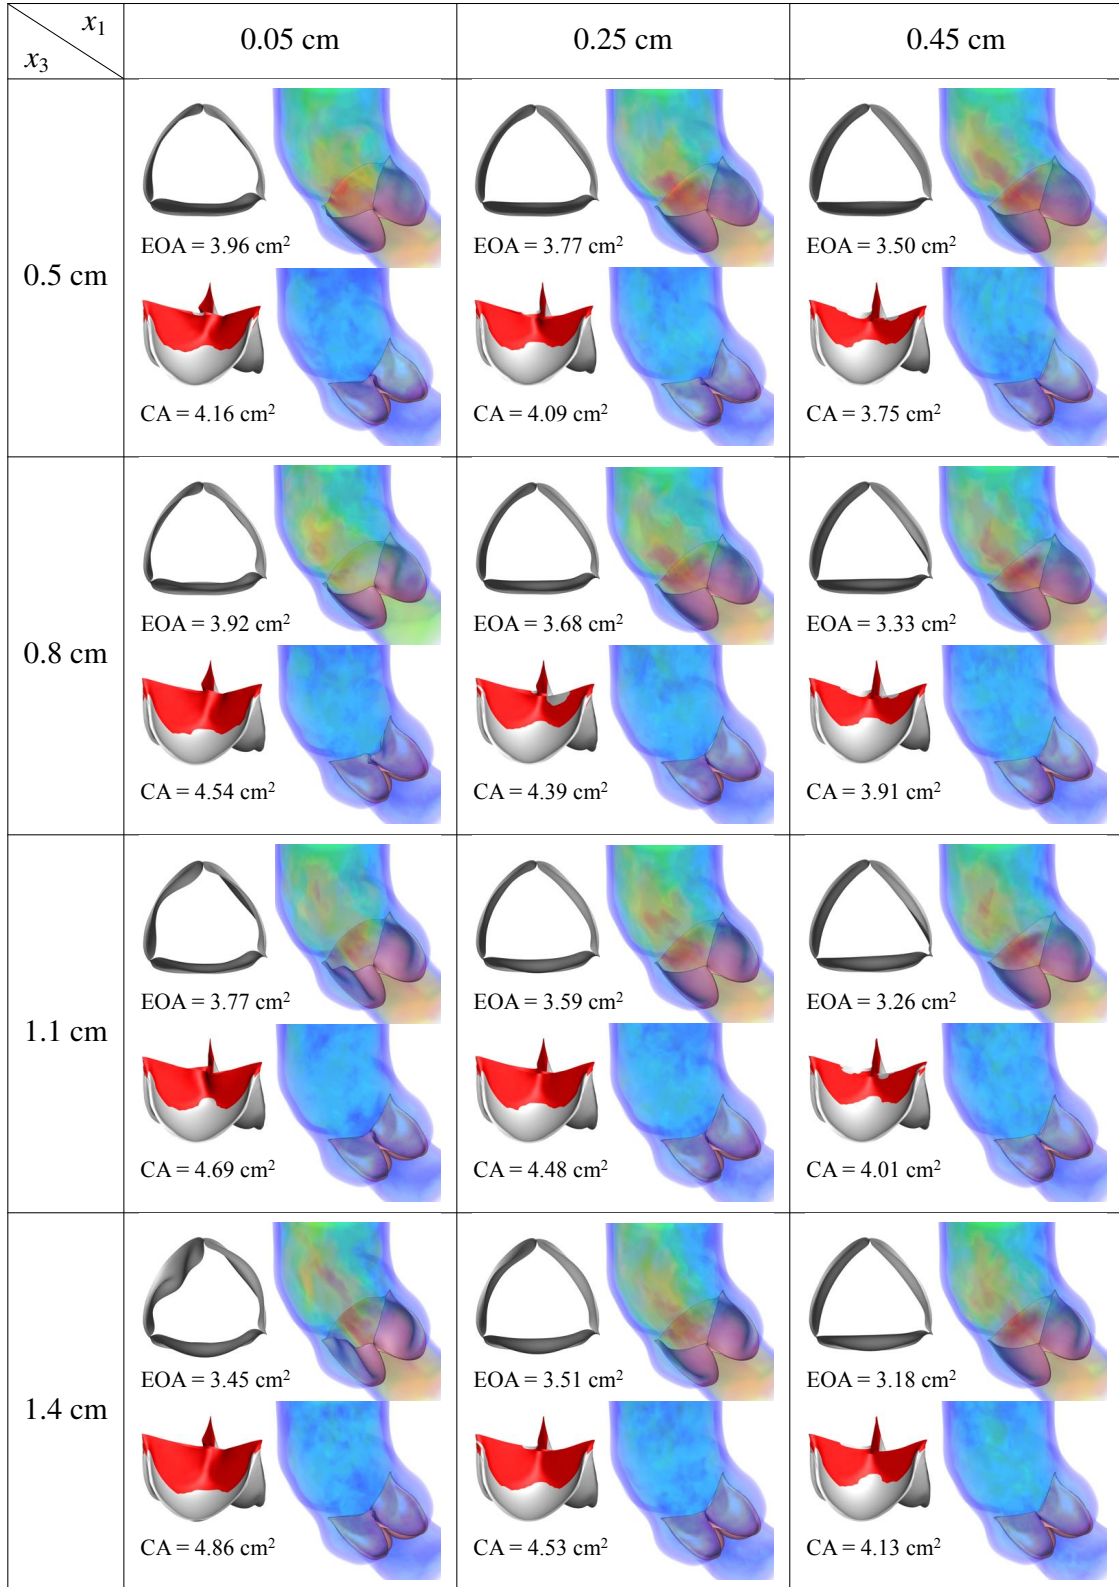 x₁
x₃
0.05 cm
0.25 cm
0.45 cm
0.5 cm
EOA = 3.96 cm²
EOA = 3.77 cm²
EOA = 3.50 cm²
CA = 4.16 cm²
CA = 4.09 cm²
CA = 3.75 cm²
0.8 cm
EOA = 3.92 cm²
EOA = 3.68 cm²
EOA = 3.33 cm²
CA = 4.54 cm²
CA = 4.39 cm²
CA = 3.91 cm²
1.1 cm
EOA = 3.77 cm²
EOA = 3.59 cm²
EOA = 3.26 cm²
CA = 4.69 cm²
CA = 4.48 cm²
CA = 4.01 cm²
1.4 cm
EOA = 3.45 cm²
EOA = 3.51 cm²
EOA = 3.18 cm²
CA = 4.86 cm²
CA = 4.53 cm²
CA = 4.13 cm²